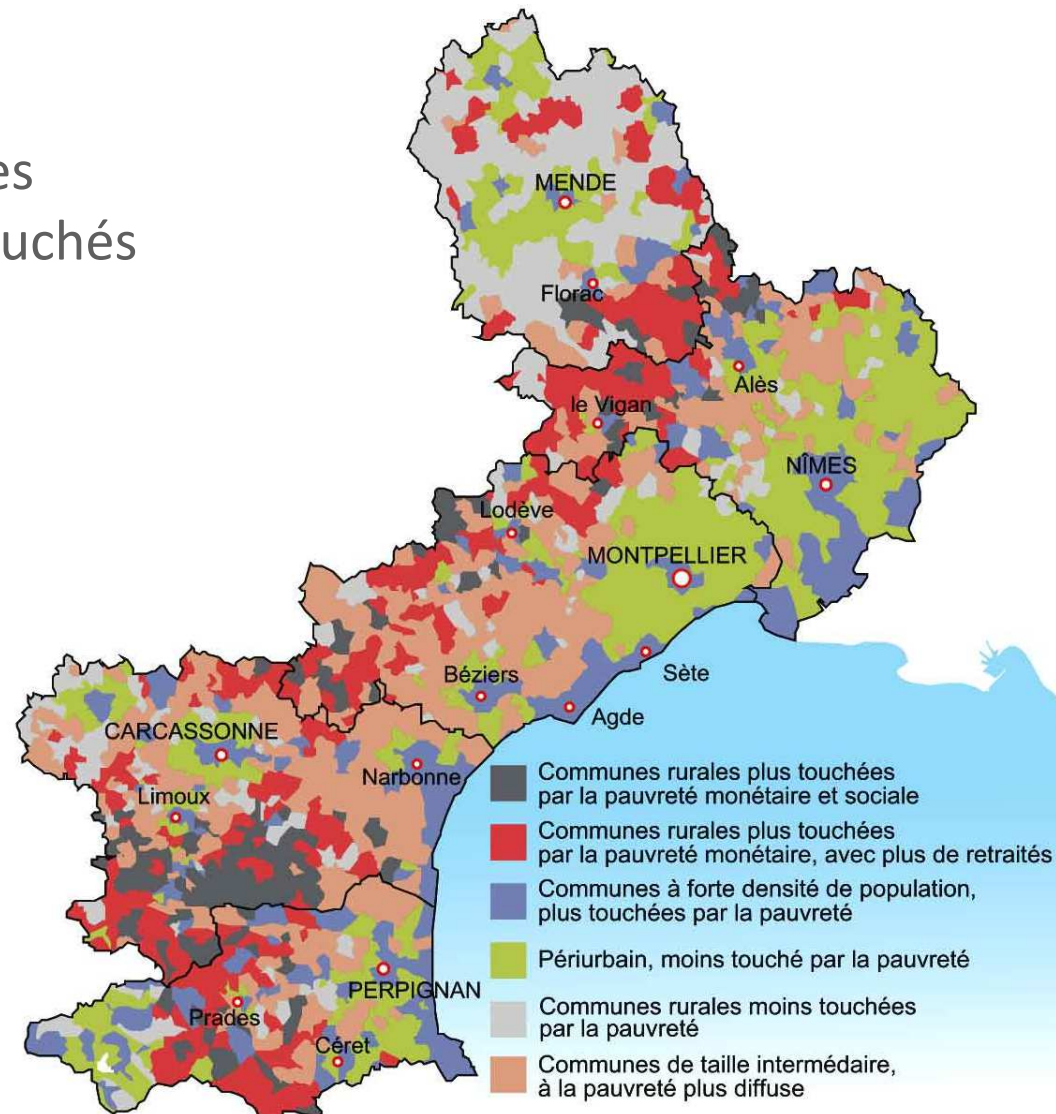 es
uchés
MENDE
Florac
Alès
le Vigan
NÎMES
Lodève
MONTPELLIER
Béziers
Sète
Agde
CARCASSONNE
Narbonne
Limoux
PERPIGNAN
Prades
Céret
Communes rurales plus touchées
par la pauvreté monétaire et sociale
Communes rurales plus touchées
par la pauvreté monétaire, avec plus de retraités
Communes à forte densité de population,
plus touchées par la pauvreté
Périurbain, moins touché par la pauvreté
Communes rurales moins touchées
par la pauvreté
Communes de taille intermédaire,
à la pauvreté plus diffuse